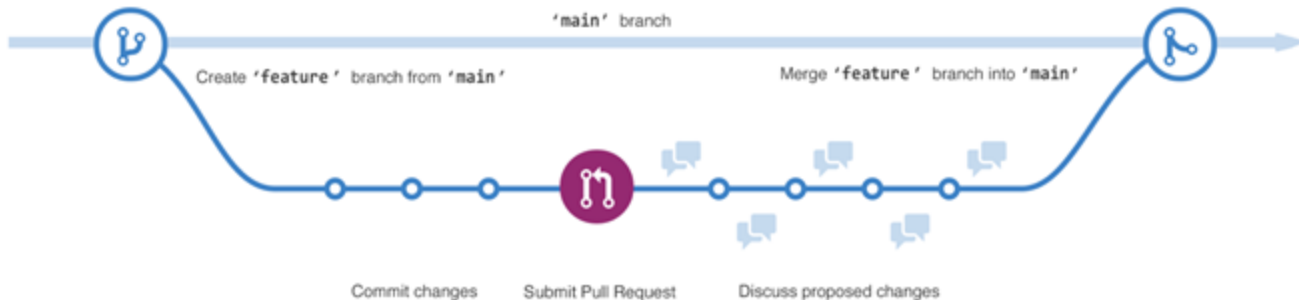 'main' branch
Create 'feature' branch from 'main'
Merge 'feature' branch into 'main'
Commit changes
Submit Pull Request
Discuss proposed changes